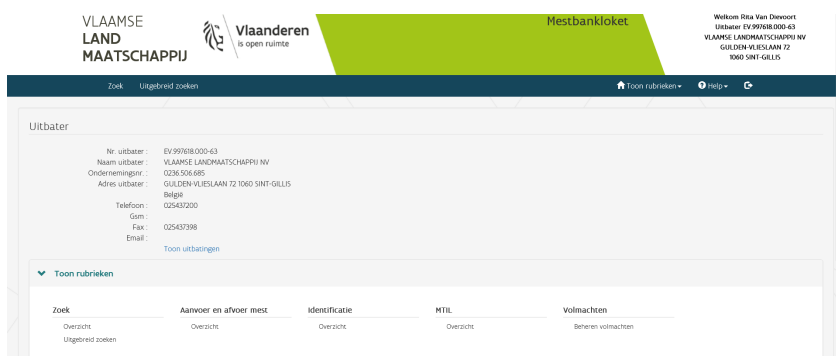 VLAAMSE
LAND
MAATSCHAPPIJ
Vlaanderen
is open ruimte
Mestbankloket
Welkom Rita Van Dievoort
Uitbater EV.997618.000-63
VLAAMSE LANDMAATSCHAPPIJ NV
GULDEN-VLIESLAAN 72
1060 SINT-GILLIS
Zoek Uitgebreid zoeken Toon rubrieken Help
Uitbater
Nr. uitbater : EV.997618.000-63
Naam uitbater : VLAAMSE LANDMAATSCHAPPIJ NV
Ondernemingsnr. : 0236.506.685
Adres uitbater : GULDEN-VLIESLAAN 72 1060 SINT-GILLIS
België
Telefoon : 025437200
Gsm :
Fax : 025437398
Email :
Toon uitbatingen
Toon rubrieken
Zoek Aanvoer en afvoer mest Identificatie MTIL Volmachten
Overzicht Overzicht Overzicht Overzicht Beheren volmachten
Uitgebreid zoeken